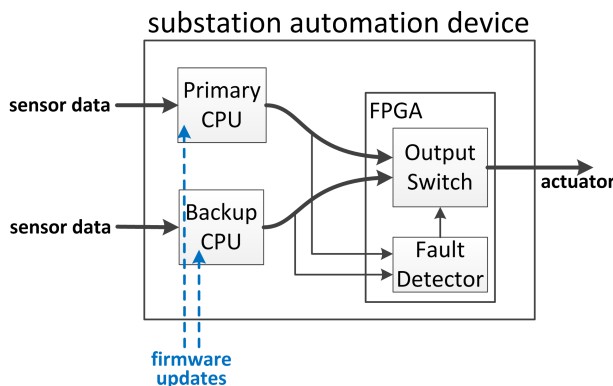 substation automation device
sensor data
Primary
CPU
FPGA
Output
Switch
actuator
sensor data
Backup
CPU
Fault
Detector
firmware
updates